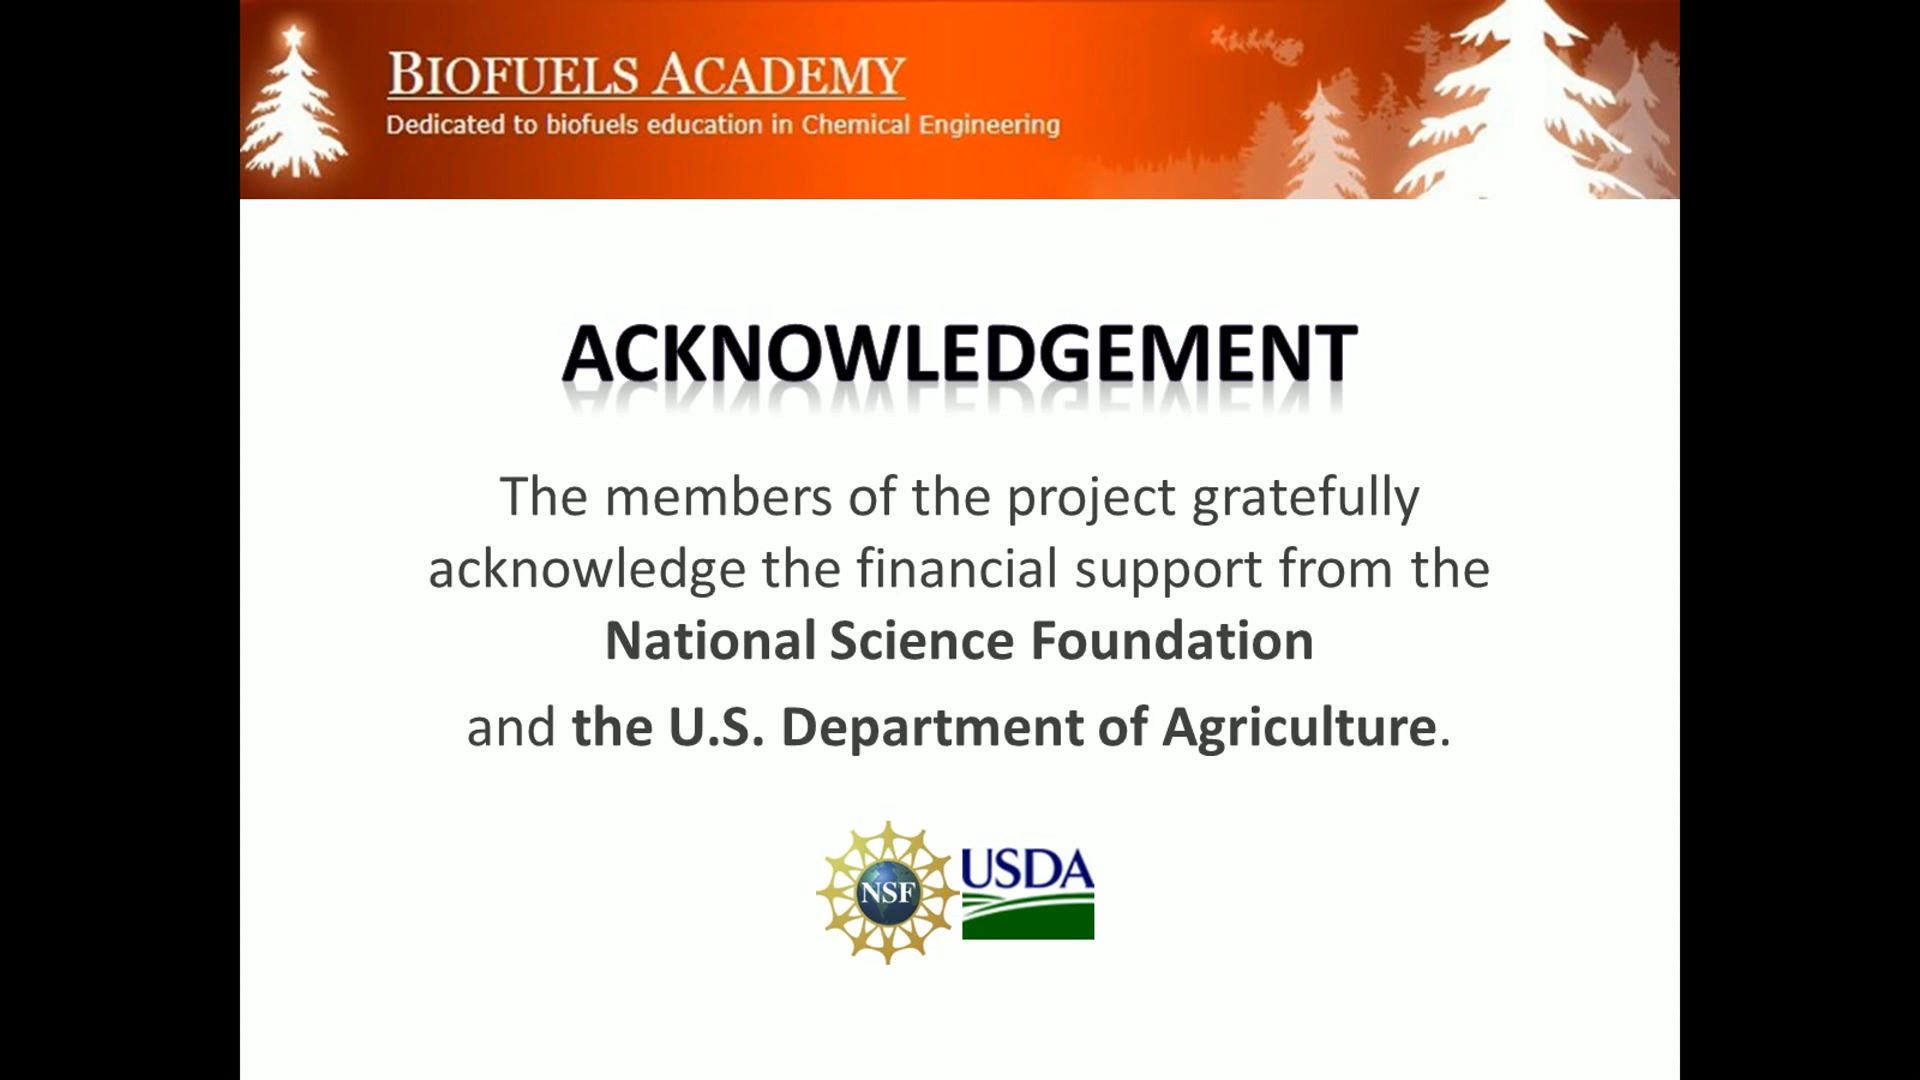 BIOFUELS ACADEMY
Dedicated to biofuels education in Chemical Engineering
ACKNOWLEDGEMENT
The members of the project gratefully
acknowledge the financial support from the
National Science Foundation
and the U.S. Department of Agriculture.
NSF
USDA